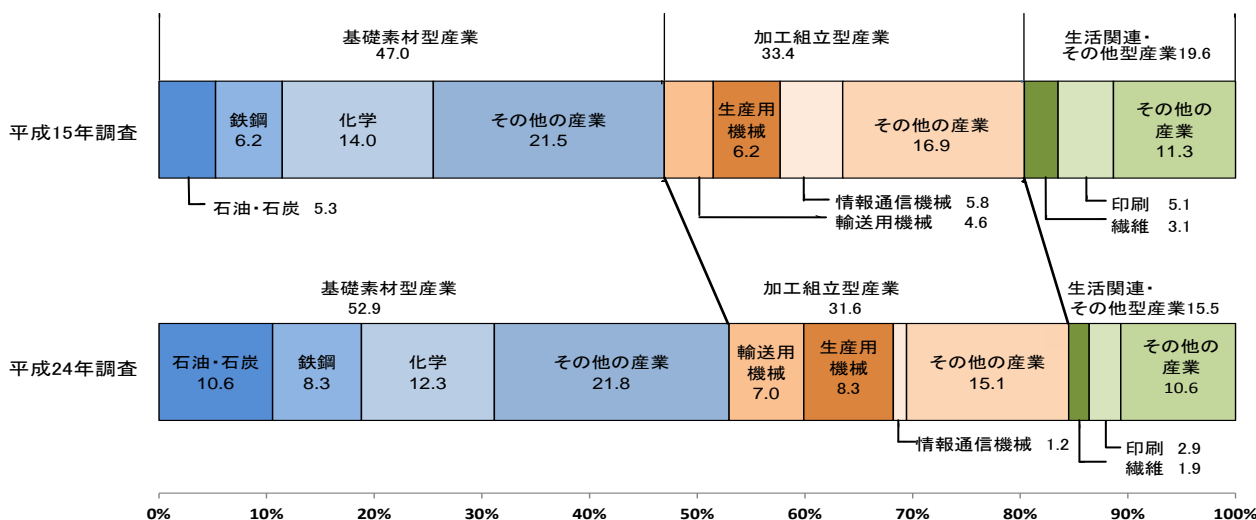 基礎素材型産業
47.0
加工組立型産業
33.4
生活関連・
その他型産業19.6
平成15年調査
鉄鋼
6.2
化学
14.0
その他の産業
21.5
生産用
機械
6.2
その他の産業
16.9
その他の
産業
11.3
石油・石炭 5.3
情報通信機械 5.8
輸送用機械 4.6
印刷 5.1
繊維 3.1
基礎素材型産業
52.9
加工組立型産業
31.6
生活関連・
その他型産業15.5
平成24年調査
石油・石炭
10.6
鉄鋼
8.3
化学
12.3
その他の産業
21.8
輸送用
機械
7.0
生産用
機械
8.3
その他の産業
15.1
その他の
産業
10.6
情報通信機械 1.2
印刷 2.9
繊維 1.9
0% 10% 20% 30% 40% 50% 60% 70% 80% 90% 100%